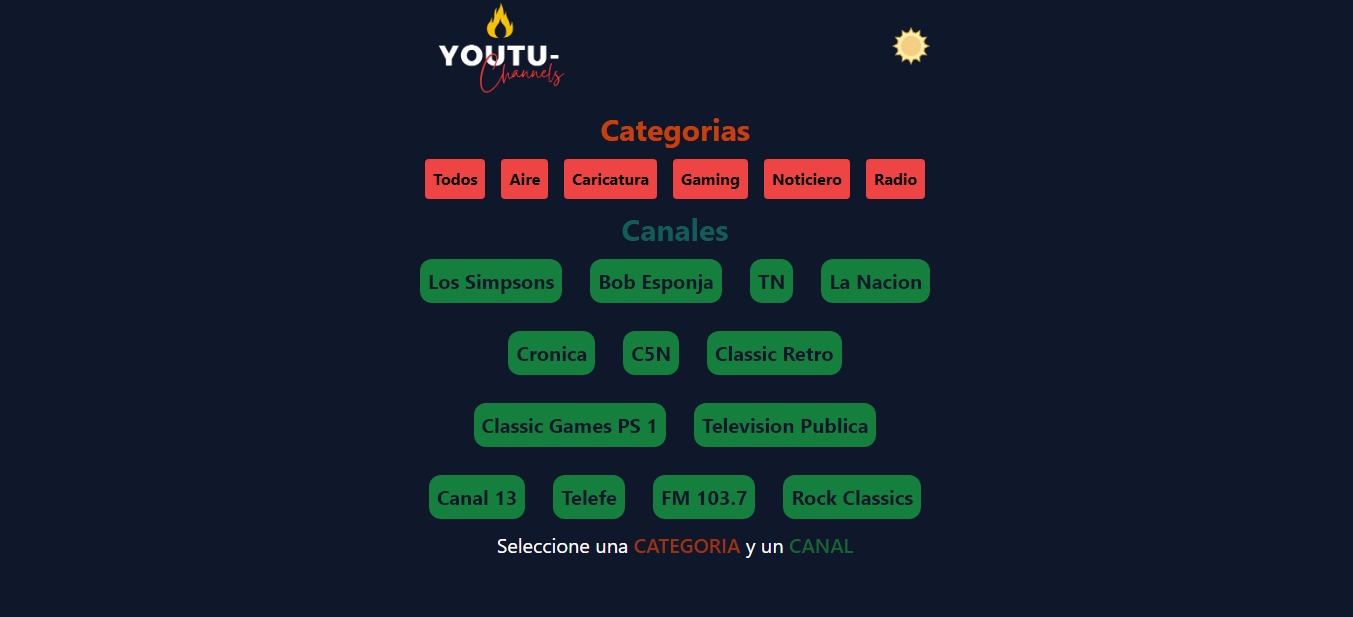 YOUTU-
Channels
Categorias
Todos Aire Caricatura Gaming Noticiero Radio
Canales
Los Simpsons Bob Esponja TN La Nacion
Cronica C5N Classic Retro
Classic Games PS 1 Television Publica
Canal 13 Telefe FM 103.7 Rock Classics
Seleccione una CATEGORIA y un CANAL